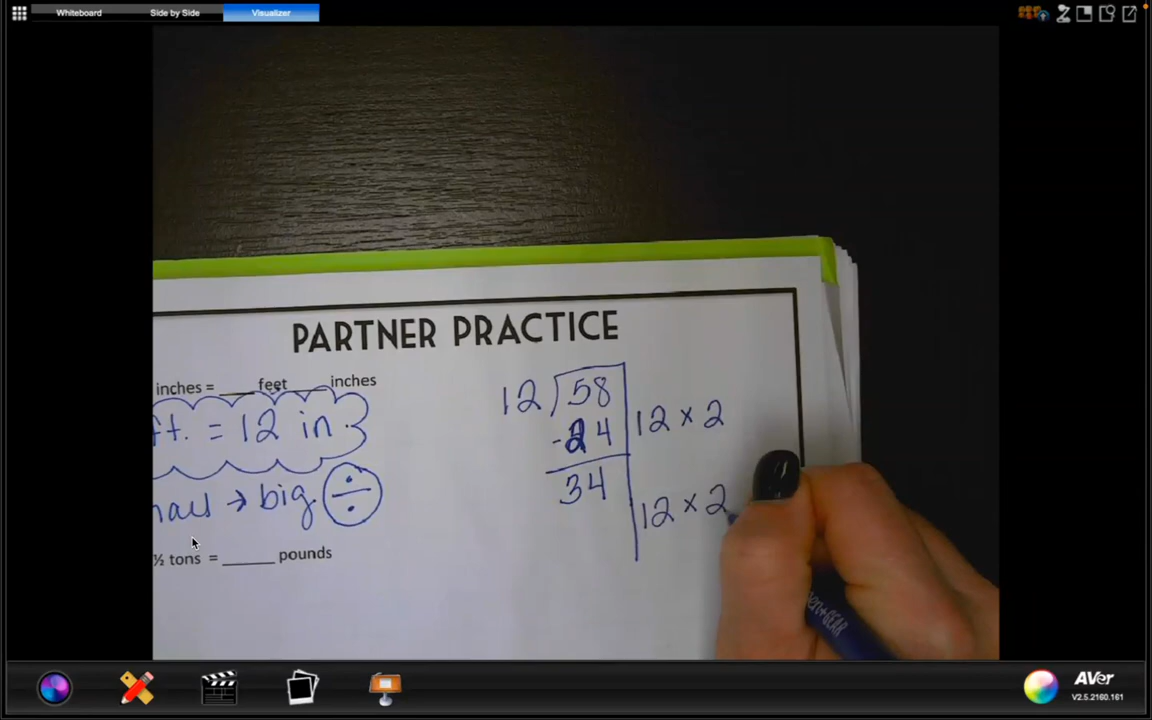 Whiteboard Side by Side Visualizer
PARTNER PRACTICE
inches = ____ feet ____ inches
ft. = 12 in.
→ big ÷
½ tons = ______ pounds
12 ) 58
- 24
12 × 2
34
12 × 2
AVer
V2.5.2160.161